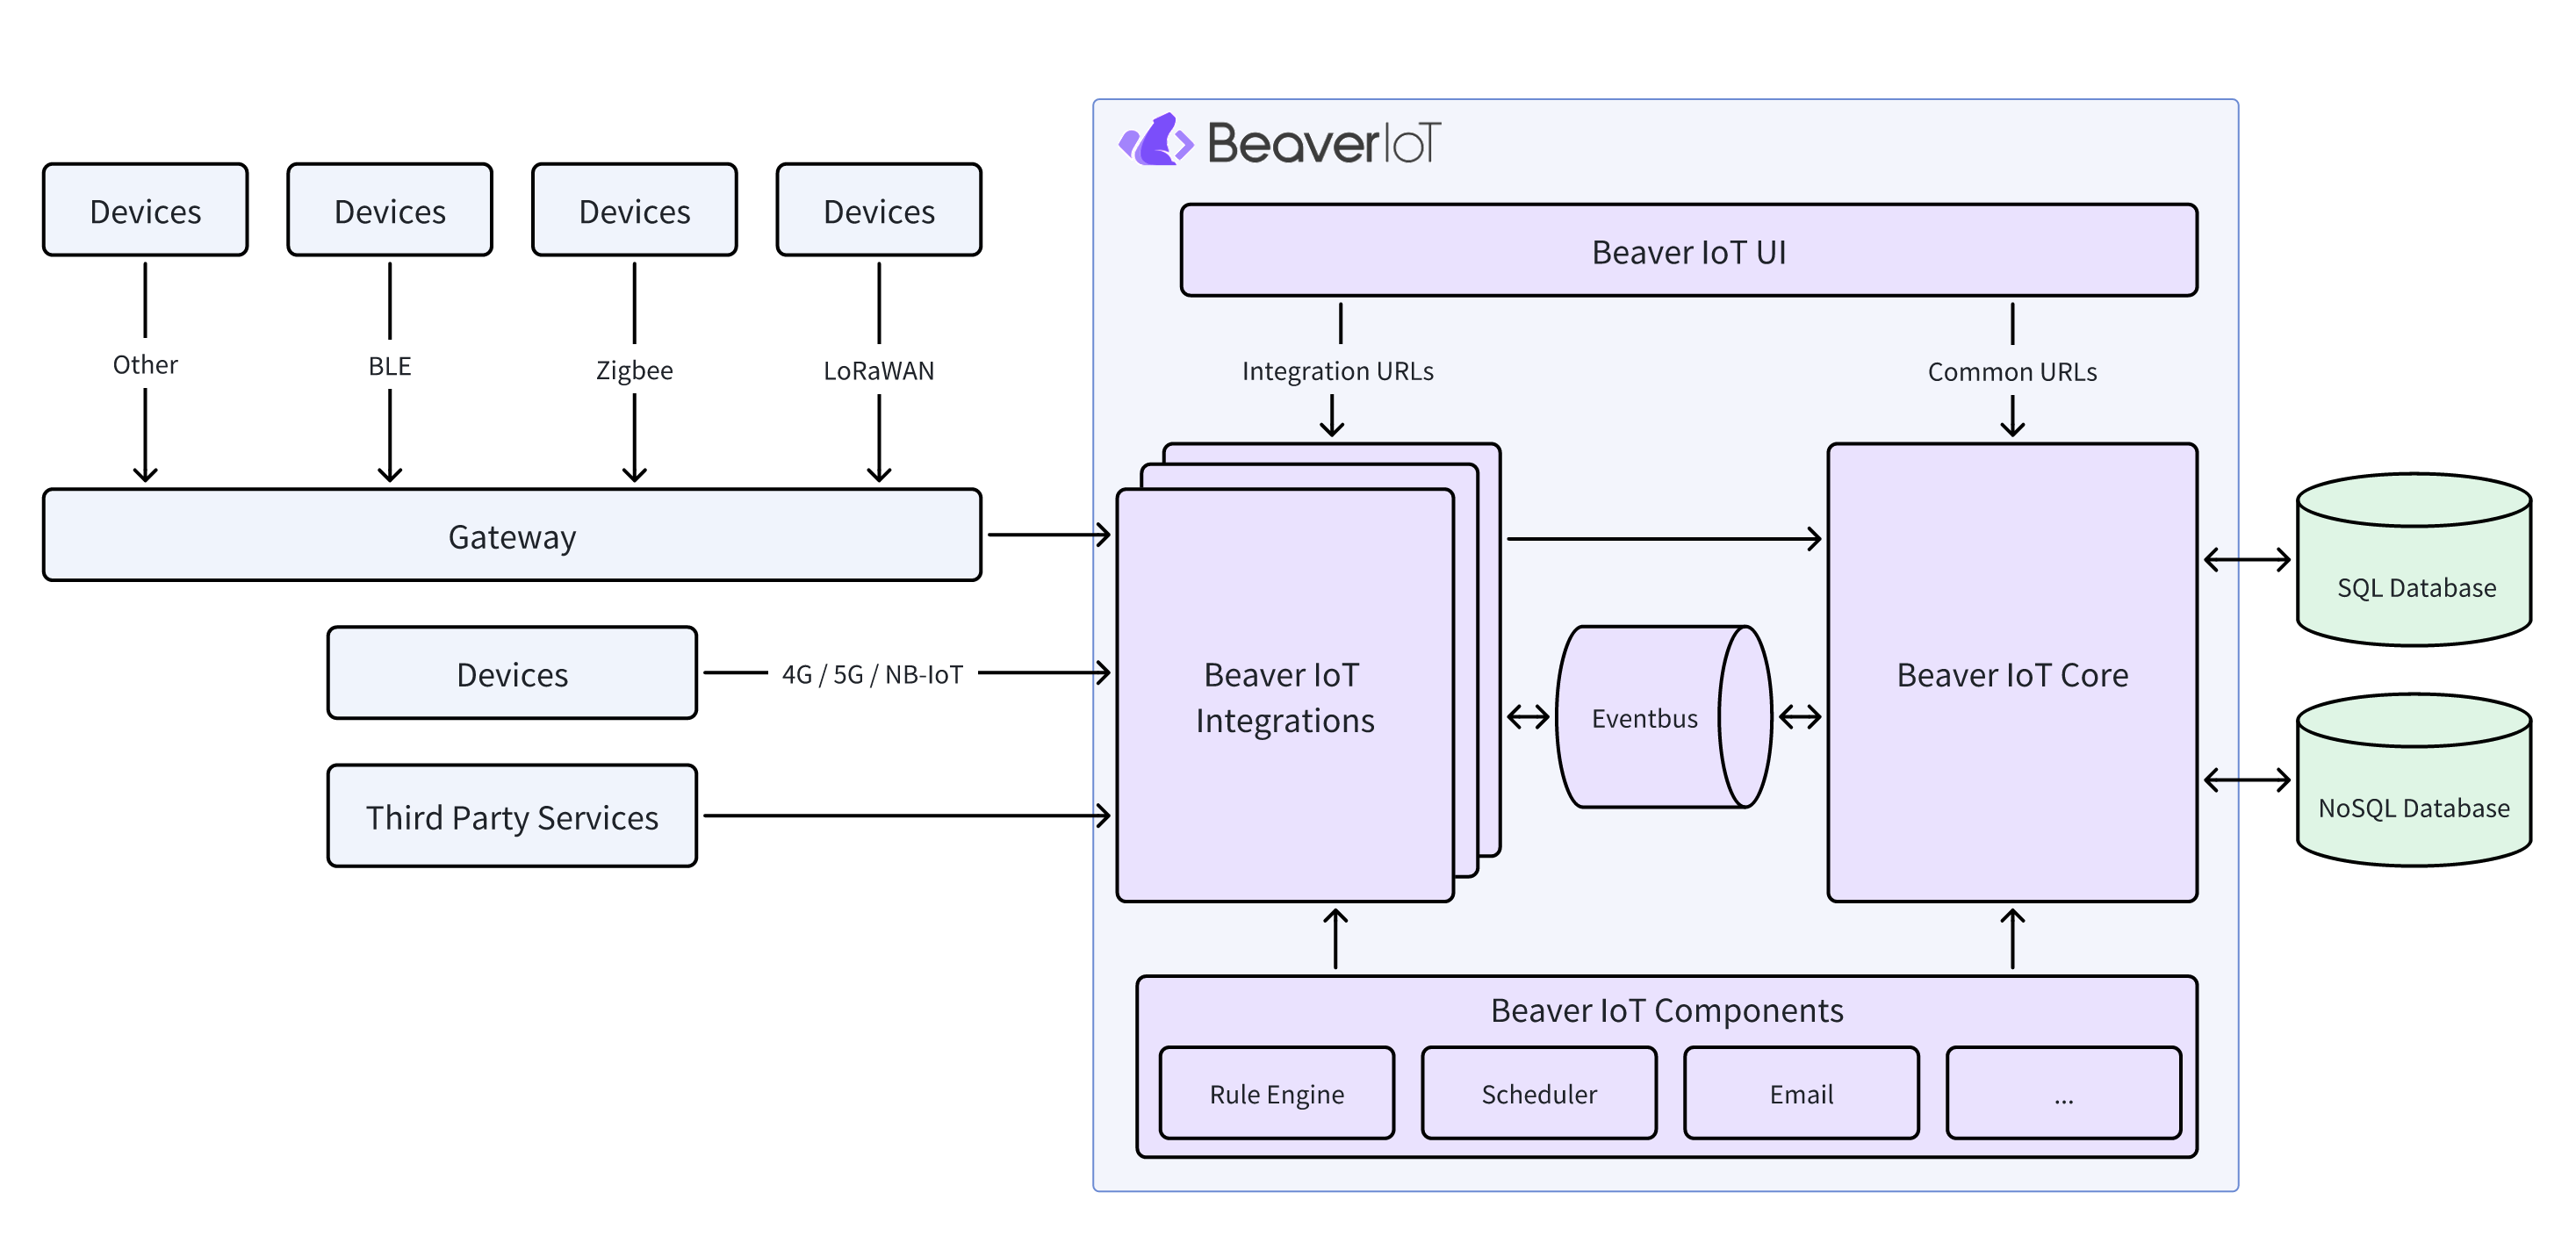 BeaverIoT
Devices
Devices
Devices
Devices
Beaver IoT UI
Other
BLE
Zigbee
LoRaWAN
Integration URLs
Common URLs
Gateway
Devices
4G / 5G / NB-IoT
Third Party Services
Beaver IoT
Integrations
Eventbus
Beaver IoT Core
SQL Database
NoSQL Database
Beaver IoT Components
Rule Engine
Scheduler
Email
...